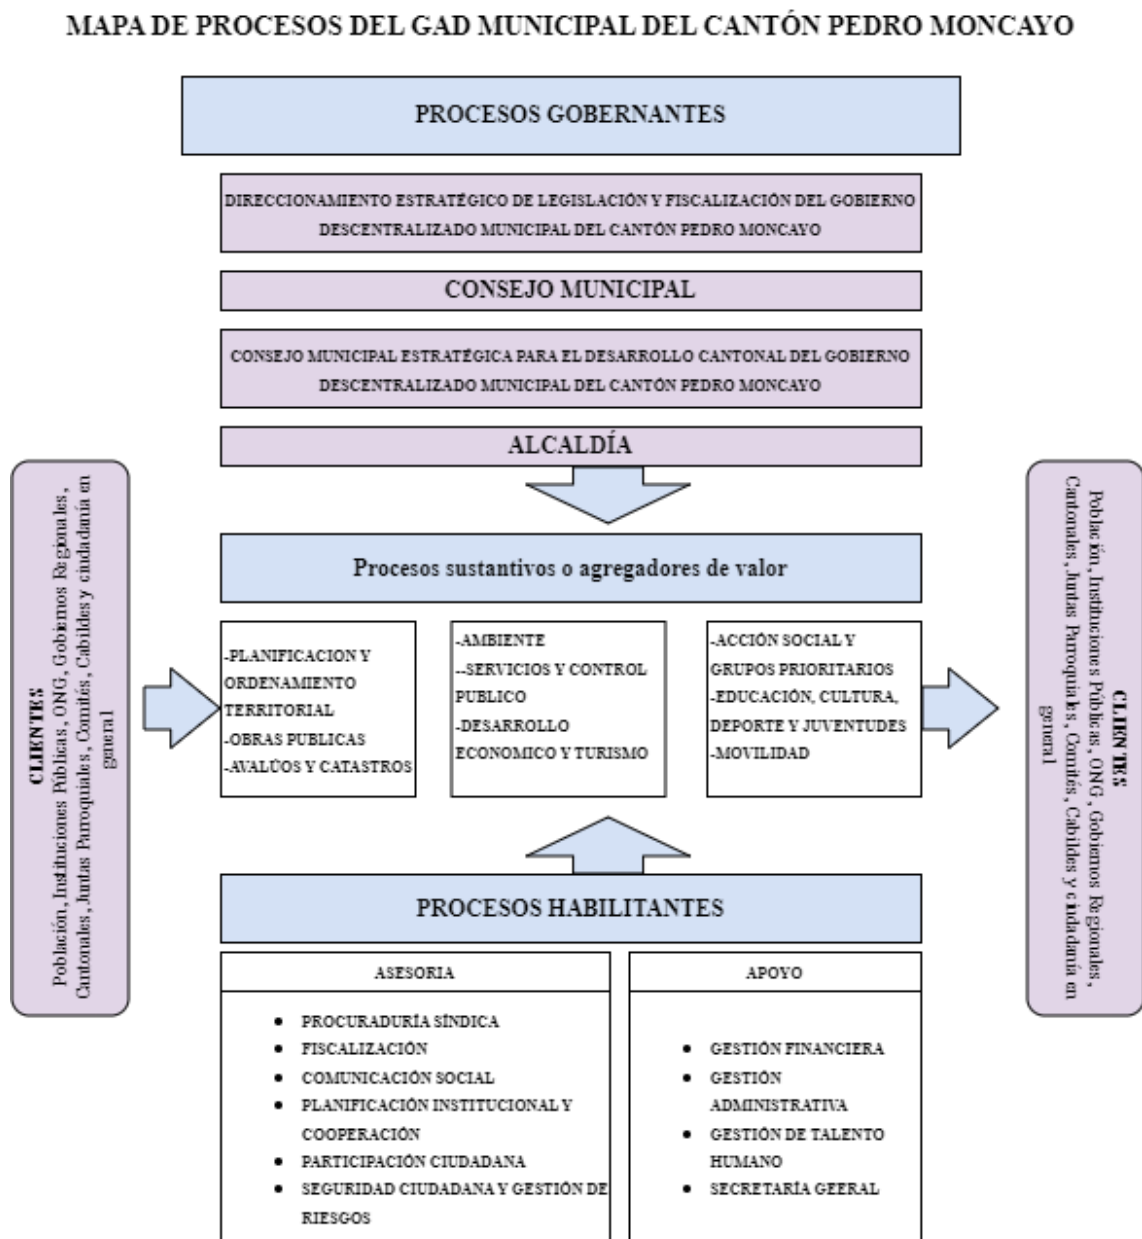 MAPA DE PROCESOS DEL GAD MUNICIPAL DEL CANTÓN PEDRO MONCAYO
PROCESOS GOBERNANTES
DIRECCIONAMIENTO ESTRATÉGICO DE LEGISLACIÓN Y FISCALIZACIÓN DEL GOBIERNO
DESCENTRALIZADO MUNICIPAL DEL CANTÓN PEDRO MONCAYO
CONSEJO MUNICIPAL
CONSEJO MUNICIPAL ESTRATÉGICA PARA EL DESARROLLO CANTONAL DEL GOBIERNO
DESCENTRALIZADO MUNICIPAL DEL CANTÓN PEDRO MONCAYO
ALCALDÍA
CLIENTES
Población, Instituciones Públicas, ONG, Gobiernos Regionales,
Cantonales, Juntas Parroquiales, Comités, Cabildes y ciudadanía en
general
Procesos sustantivos o agregadores de valor
-PLANIFICACION Y
ORDENAMIENTO
TERRITORIAL
-OBRAS PUBLICAS
-AVALÚOS Y CATASTROS
-AMBIENTE
--SERVICIOS Y CONTROL
PUBLICO
-DESARROLLO
ECONOMICO Y TURISMO
-ACCIÓN SOCIAL Y
GRUPOS PRIORITARIOS
-EDUCACIÓN, CULTURA,
DEPORTE Y JUVENTUDES
-MOVILIDAD
CLIENTES
Población, Instituciones Públicas, ONG, Gobiernos Regionales,
Cantonales, Juntas Parroquiales, Comités, Cabildes y ciudadanía en
general
PROCESOS HABILITANTES
ASESORIA
• PROCURADURÍA SÍNDICA
• FISCALIZACIÓN
• COMUNICACIÓN SOCIAL
• PLANIFICACIÓN INSTITUCIONAL Y
COOPERACIÓN
• PARTICIPACIÓN CIUDADANA
• SEGURIDAD CIUDADANA Y GESTIÓN DE
RIESGOS
APOYO
• GESTIÓN FINANCIERA
• GESTIÓN
ADMINISTRATIVA
• GESTIÓN DE TALENTO
HUMANO
• SECRETARÍA GEERAL